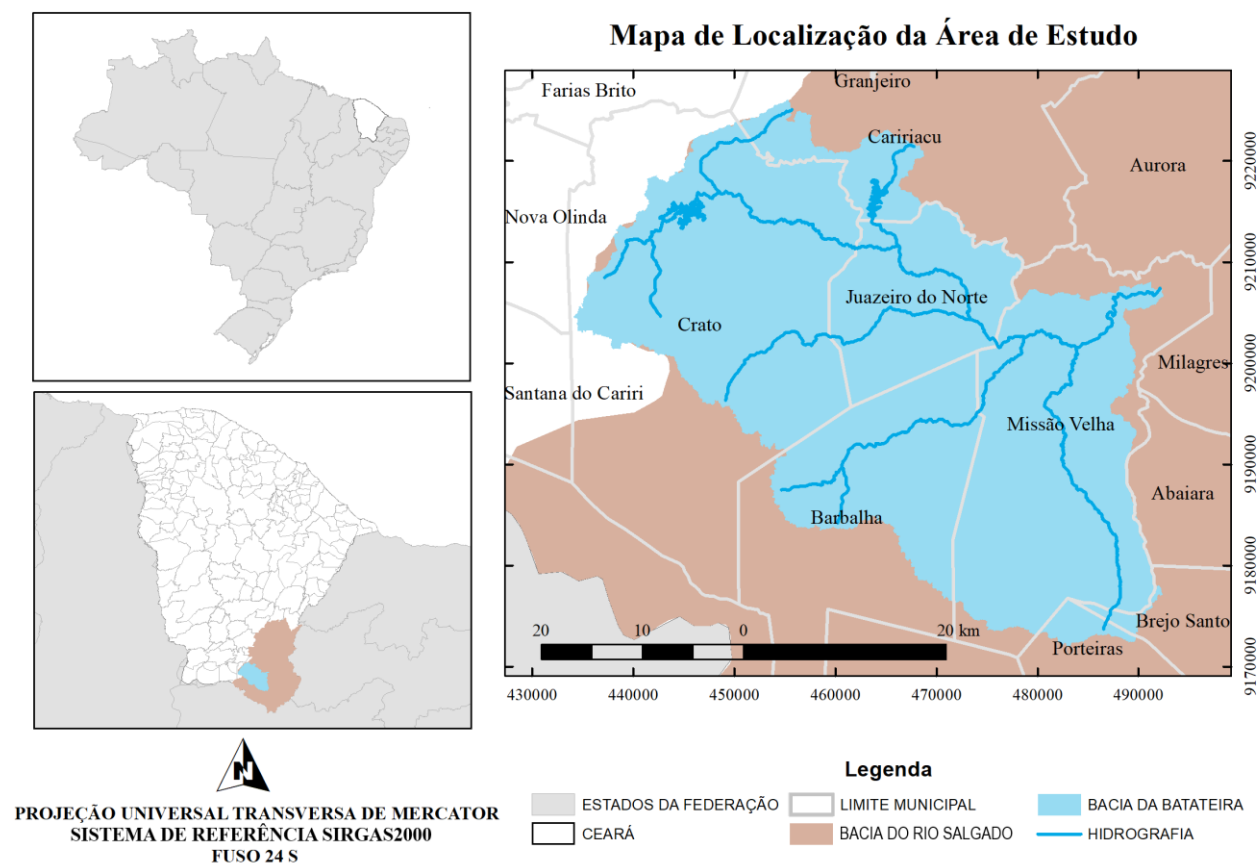 Mapa de Localização da Área de Estudo
Farias Brito
Granjeiro
Caririacu
Aurora
Nova Olinda
Juazeiro do Norte
Crato
Milagres
Santana do Cariri
Missão Velha
Abaiara
Barbalha
Brejo Santo
Porteiras
20 10 0 20 km
430000 440000 450000 460000 470000 480000 490000
9220000
9210000
9200000
9190000
9180000
9170000
N
PROJEÇÃO UNIVERSAL TRANSVERSA DE MERCATOR
SISTEMA DE REFERÊNCIA SIRGAS2000
FUSO 24 S
Legenda
ESTADOS DA FEDERAÇÃO LIMITE MUNICIPAL BACIA DA BATATEIRA
CEARÁ BACIA DO RIO SALGADO HIDROGRAFIA